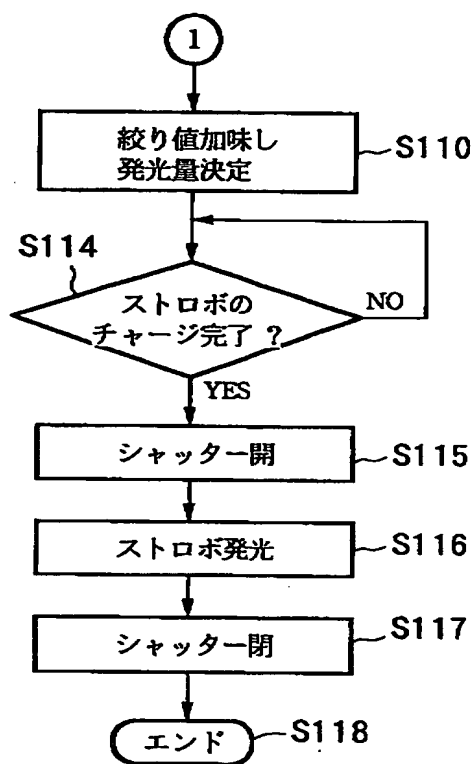 1
絞り値加味し
発光量決定
S110
S114
ストロボの
チャージ完了 ?
NO
YES
シャッター開
S115
ストロボ発光
S116
シャッター閉
S117
エンド
S118